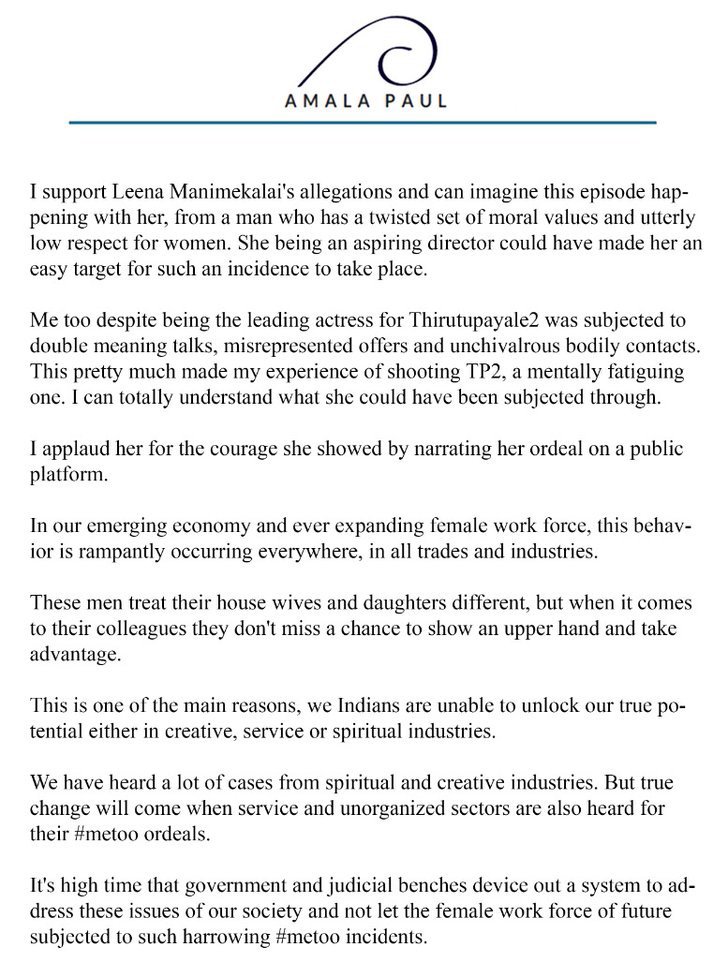 AMALA PAUL
I support Leena Manimekalai's allegations and can imagine this episode hap-
pening with her, from a man who has a twisted set of moral values and utterly
low respect for women. She being an aspiring director could have made her an
easy target for such an incidence to take place.
Me too despite being the leading actress for Thirutupayale2 was subjected to
double meaning talks, misrepresented offers and unchivalrous bodily contacts.
This pretty much made my experience of shooting TP2, a mentally fatiguing
one. I can totally understand what she could have been subjected through.
I applaud her for the courage she showed by narrating her ordeal on a public
platform.
In our emerging economy and ever expanding female work force, this behav-
ior is rampantly occurring everywhere, in all trades and industries.
These men treat their house wives and daughters different, but when it comes
to their colleagues they don't miss a chance to show an upper hand and take
advantage.
This is one of the main reasons, we Indians are unable to unlock our true po-
tential either in creative, service or spiritual industries.
We have heard a lot of cases from spiritual and creative industries. But true
change will come when service and unorganized sectors are also heard for
their #metoo ordeals.
It's high time that government and judicial benches device out a system to ad-
dress these issues of our society and not let the female work force of future
subjected to such harrowing #metoo incidents.